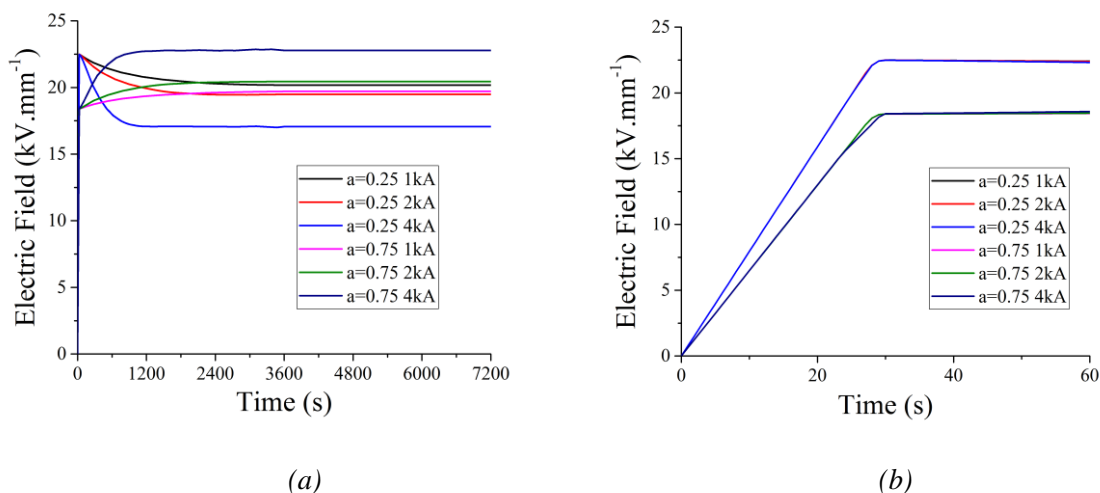 25
20
15
10
5
0
Electric Field (kV.mm⁻¹)
a=0.25 1kA
a=0.25 2kA
a=0.25 4kA
a=0.75 1kA
a=0.75 2kA
a=0.75 4kA
0 1200 2400 3600 4800 6000 7200
Time (s)
(a)
25
20
15
10
5
0
Electric Field (kV.mm⁻¹)
a=0.25 1kA
a=0.25 2kA
a=0.25 4kA
a=0.75 1kA
a=0.75 2kA
a=0.75 4kA
0 20 40 60
Time (s)
(b)